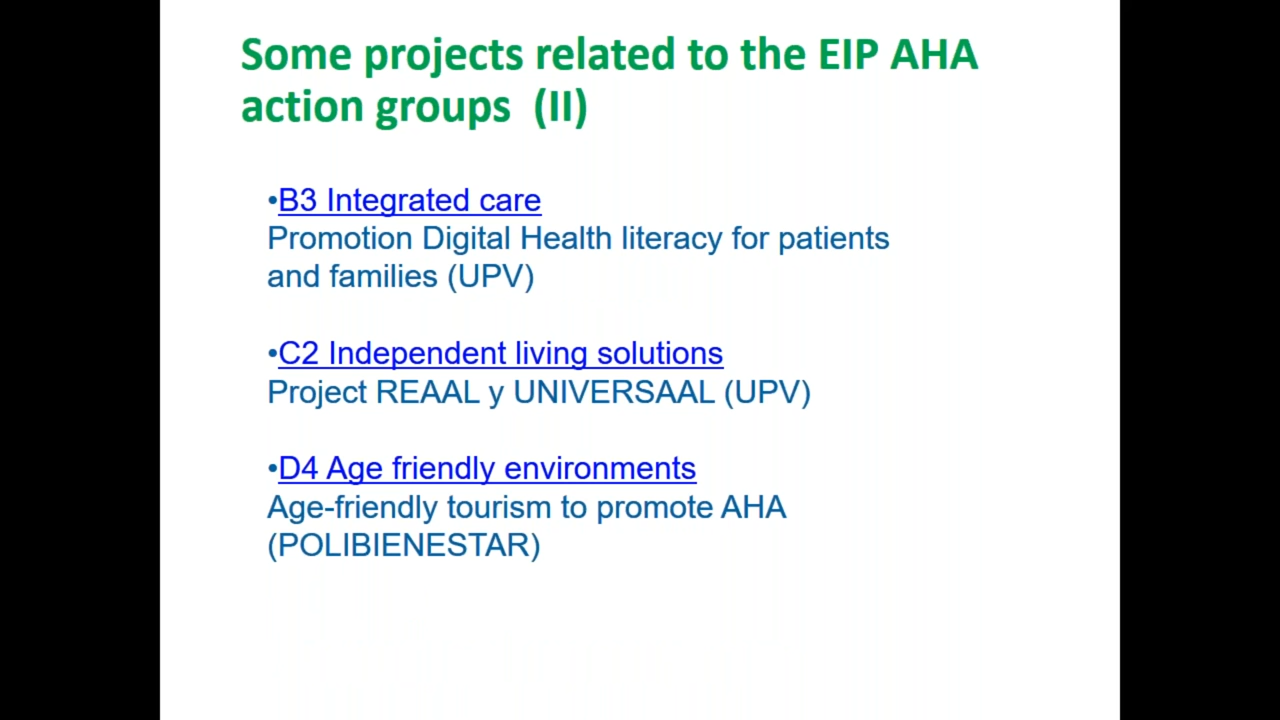 Some projects related to the EIP AHA
action groups (II)
•B3 Integrated care
Promotion Digital Health literacy for patients
and families (UPV)
•C2 Independent living solutions
Project REAAL y UNIVERSAAL (UPV)
•D4 Age friendly environments
Age-friendly tourism to promote AHA
(POLIBIENESTAR)